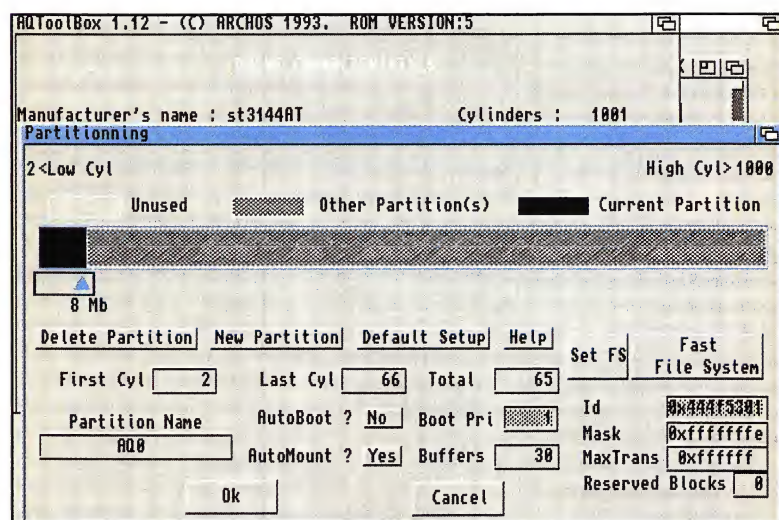 AQToolBox 1.12 - (C) ARCHOS 1993. ROM VERSION:5
Manufacturer's name : st3144AT Cylinders : 1001
Partitionning
2<Low Cyl High Cyl>1000
Unused Other Partition(s) Current Partition
8 Mb
Delete Partition New Partition Default Setup Help
Set FS Fast File System
First Cyl 2 Last Cyl 66 Total 65
Partition Name
AQ0
AutoBoot ? No Boot Pri 1
AutoMount ? Yes Buffers 30
Id 0x444f5301
Mask 0xfffffffe
MaxTrans 0xffffff
Reserved Blocks 0
Ok Cancel